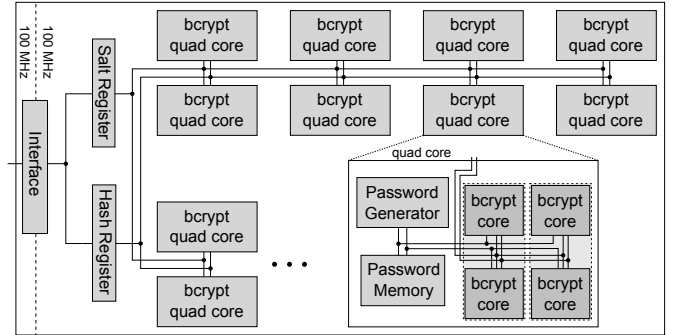 100 MHz
100 MHz
Interface
Salt Register
Hash Register
bcrypt
quad core
bcrypt
quad core
bcrypt
quad core
bcrypt
quad core
bcrypt
quad core
bcrypt
quad core
bcrypt
quad core
bcrypt
quad core
bcrypt
quad core
bcrypt
quad core
quad core
Password
Generator
Password
Memory
bcrypt
core
bcrypt
core
bcrypt
core
bcrypt
core